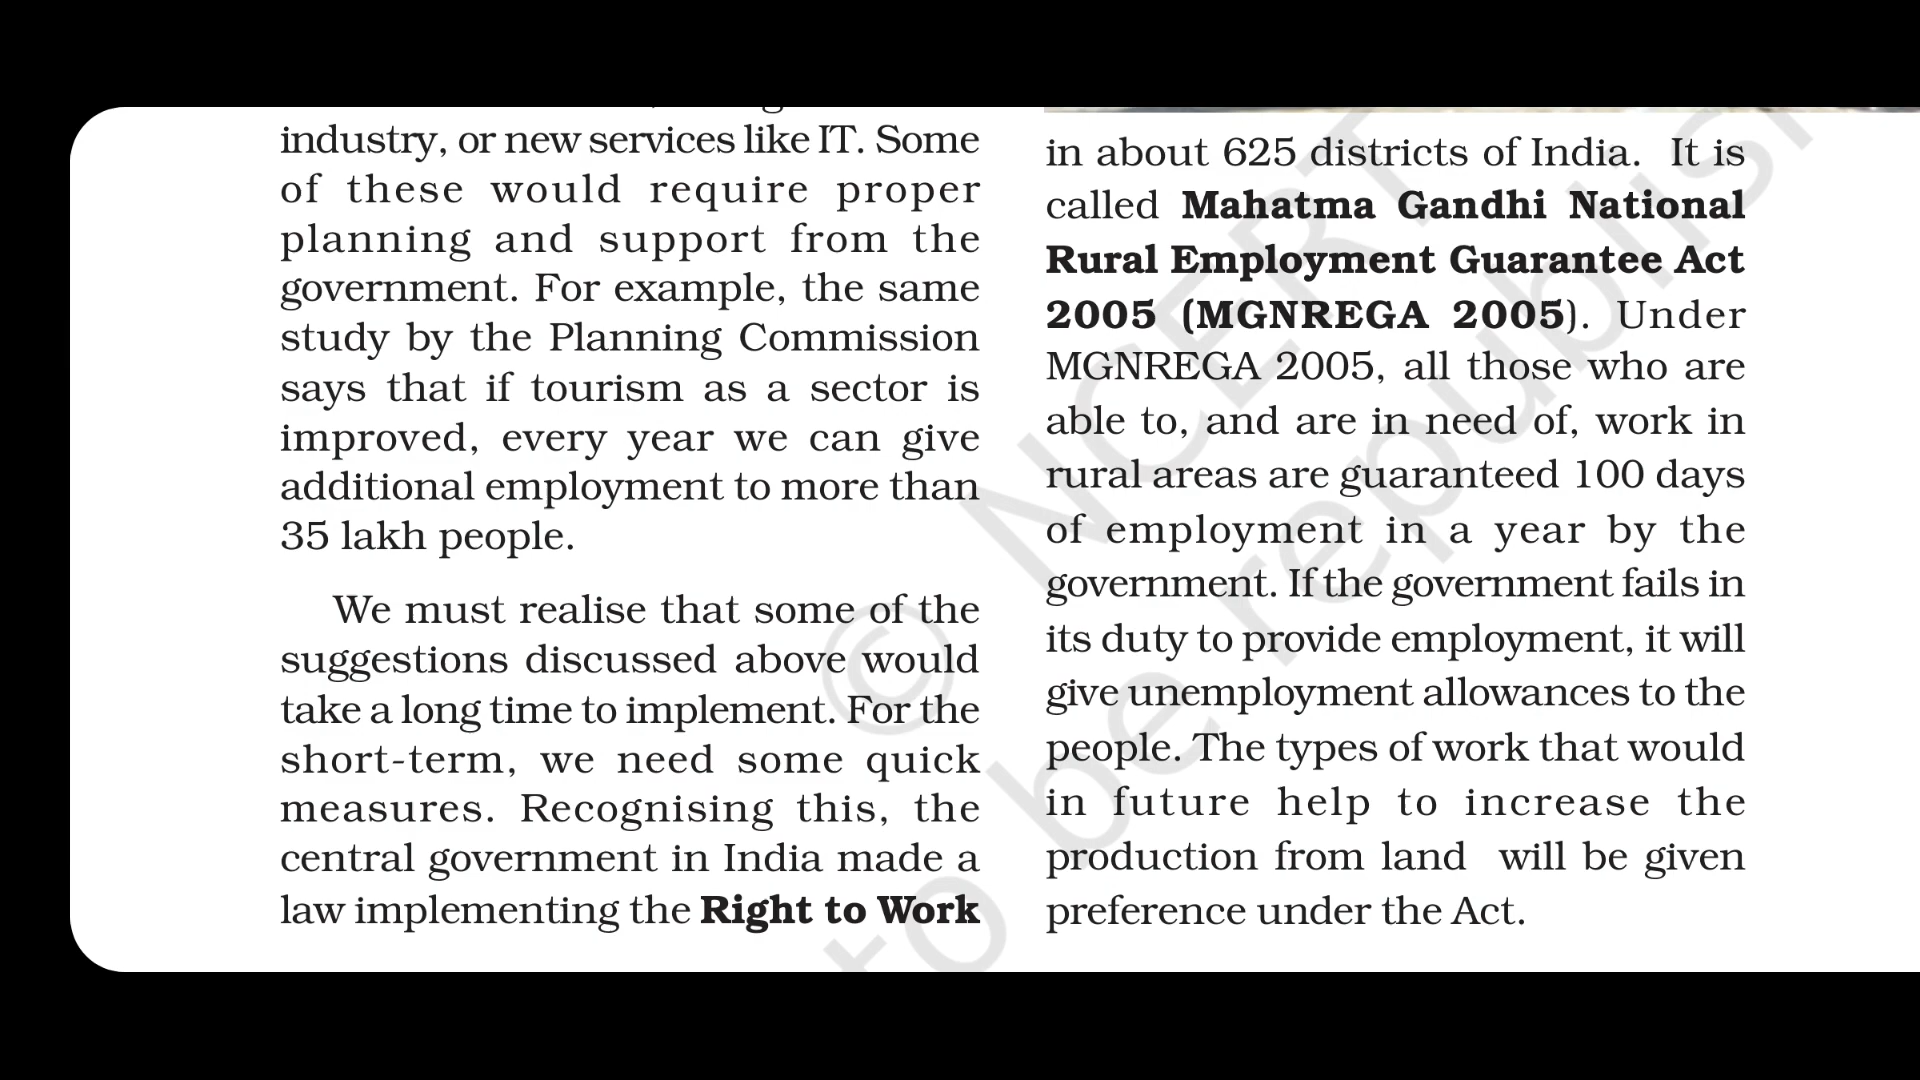 industry, or new services like IT. Some
of these would require proper
planning and support from the
government. For example, the same
study by the Planning Commission
says that if tourism as a sector is
improved, every year we can give
additional employment to more than
35 lakh people.
We must realise that some of the
suggestions discussed above would
take a long time to implement. For the
short-term, we need some quick
measures. Recognising this, the
central government in India made a
law implementing the Right to Work
in about 625 districts of India. It is
called Mahatma Gandhi National
Rural Employment Guarantee Act
2005 (MGNREGA 2005). Under
MGNREGA 2005, all those who are
able to, and are in need of, work in
rural areas are guaranteed 100 days
of employment in a year by the
government. If the government fails in
its duty to provide employment, it will
give unemployment allowances to the
people. The types of work that would
in future help to increase the
production from land will be given
preference under the Act.
© NCERT
to be republis